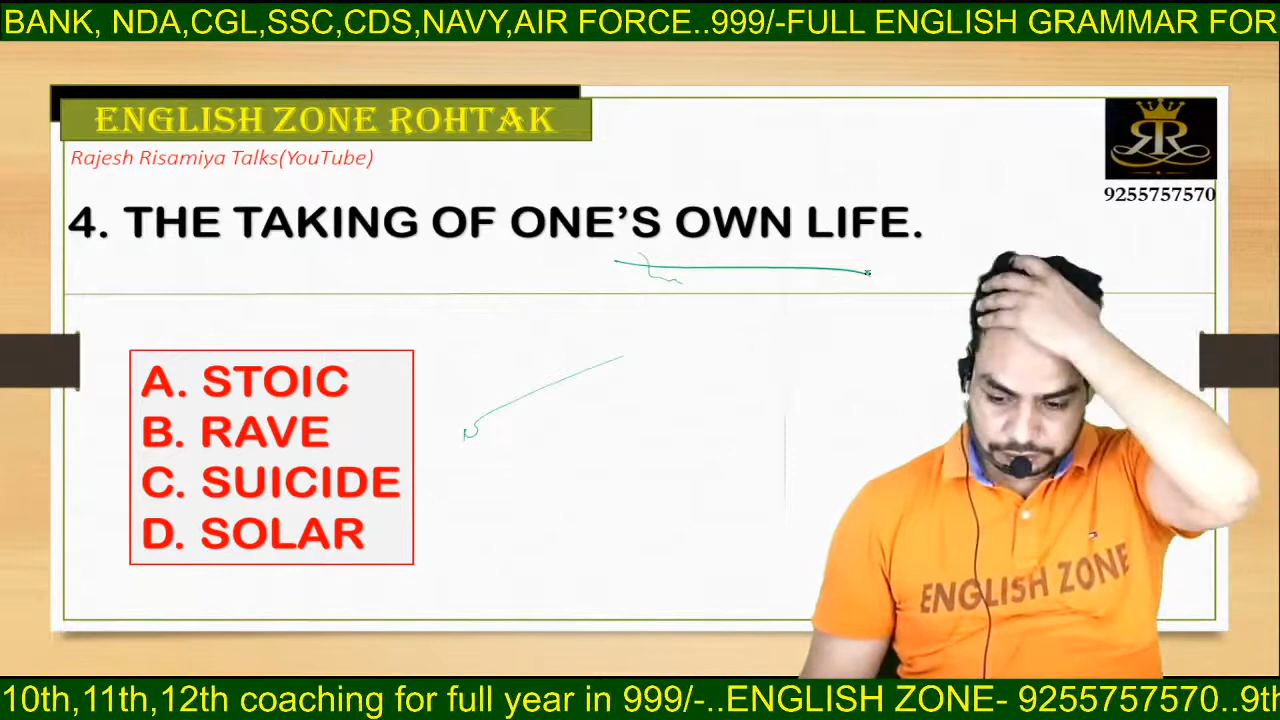 BANK, NDA,CGL,SSC,CDS,NAVY,AIR FORCE..999/-FULL ENGLISH GRAMMAR FOR
ENGLISH ZONE ROHTAK
Rajesh Risamiya Talks(YouTube)
RR
9255757570
4. THE TAKING OF ONE’S OWN LIFE.
A. STOIC
B. RAVE
C. SUICIDE
D. SOLAR
ENGLISH ZONE
10th,11th,12th coaching for full year in 999/-..ENGLISH ZONE- 9255757570..9th